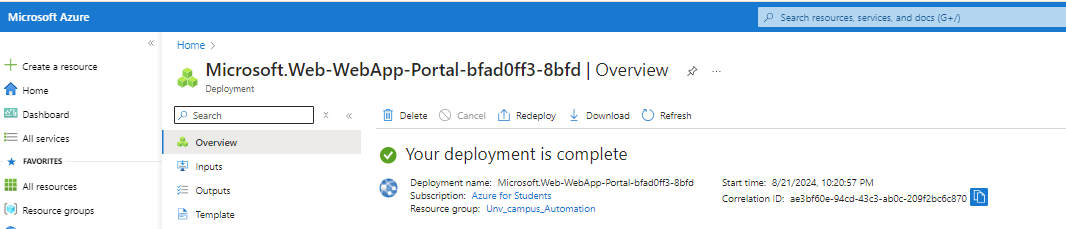 Microsoft Azure
Search resources, services, and docs (G+/)
«
Create a resource
Home
Dashboard
All services
FAVORITES
All resources
Resource groups
Home >
Microsoft.Web-WebApp-Portal-bfad0ff3-8bfd | Overview
...
Deployment
Search
«
Overview
Inputs
Outputs
Template
Delete
Cancel
Redeploy
Download
Refresh
Your deployment is complete
Deployment name: Microsoft.Web-WebApp-Portal-bfad0ff3-8bfd
Subscription: Azure for Students
Resource group: Unv_campus_Automation
Start time: 8/21/2024, 10:20:57 PM
Correlation ID: ae3bf60e-94cd-43c3-ab0c-209f2bc6c870